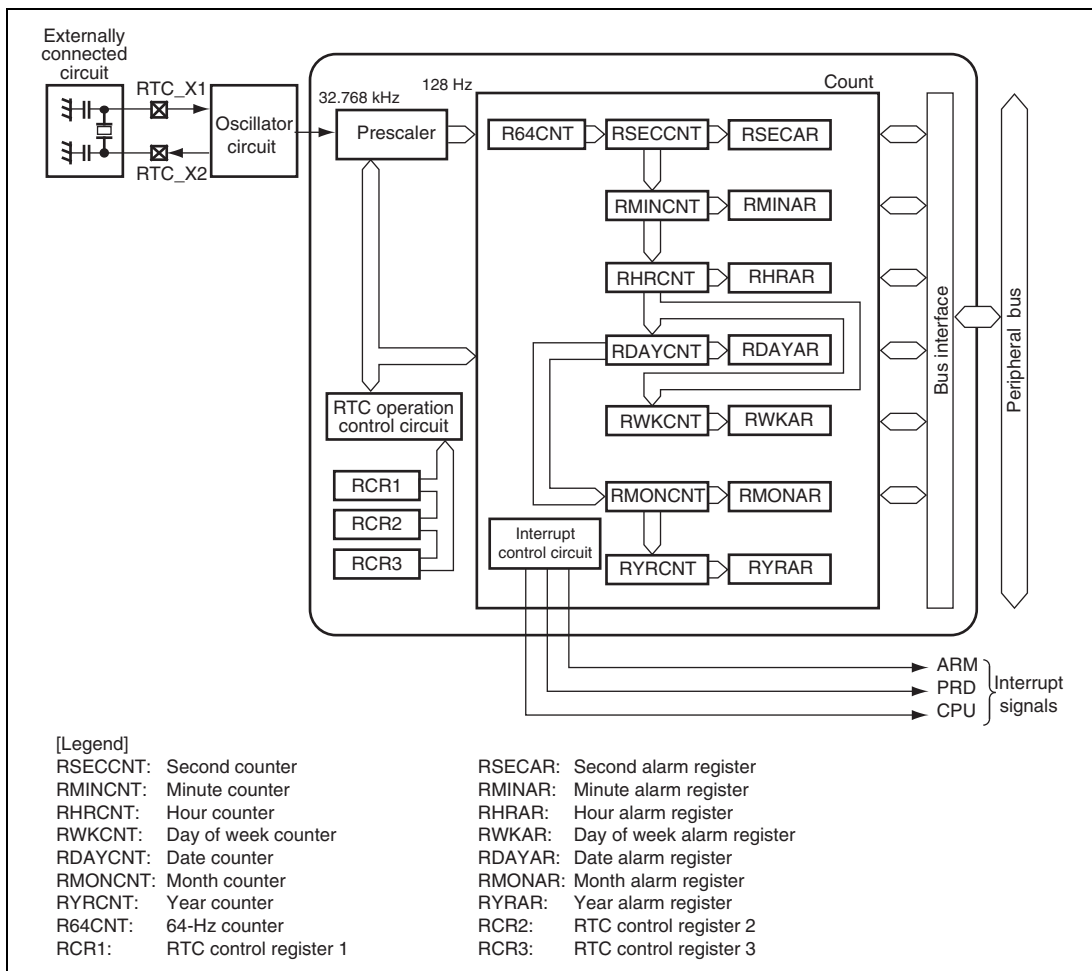 Externally
connected
circuit
RTC_X1
RTC_X2
Oscillator
circuit
32.768 kHz
128 Hz
Prescaler
Count
R64CNT
RSECCNT
RSECAR
RMINCNT
RMINAR
RHRCNT
RHRAR
RDAYCNT
RDAYAR
RWKCNT
RWKAR
RMONCNT
RMONAR
RYRCNT
RYRAR
RTC operation
control circuit
RCR1
RCR2
RCR3
Interrupt
control circuit
Bus interface
Peripheral bus
ARM
PRD
CPU
Interrupt
signals
[Legend]
RSECCNT: Second counter
RMINCNT: Minute counter
RHRCNT: Hour counter
RWKCNT: Day of week counter
RDAYCNT: Date counter
RMONCNT: Month counter
RYRCNT: Year counter
R64CNT: 64-Hz counter
RCR1: RTC control register 1
RSECAR: Second alarm register
RMINAR: Minute alarm register
RHRAR: Hour alarm register
RWKAR: Day of week alarm register
RDAYAR: Date alarm register
RMONAR: Month alarm register
RYRAR: Year alarm register
RCR2: RTC control register 2
RCR3: RTC control register 3